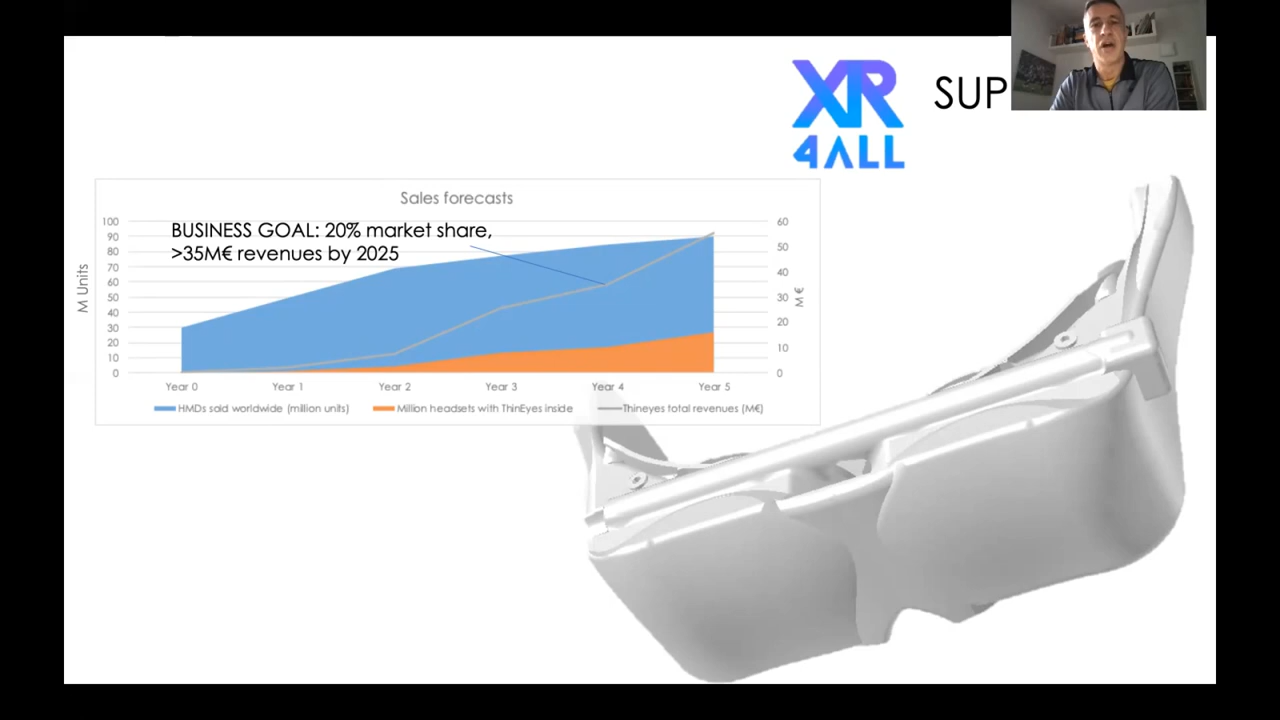 XR
4ALL
SUP
Sales forecasts
BUSINESS GOAL: 20% market share,
>35M€ revenues by 2025
M Units
100
90
80
70
60
50
40
30
20
10
0
60
50
40
30
20
10
0
M €
Year 0 Year 1 Year 2 Year 3 Year 4 Year 5
HMDs sold worldwide (million units) Million headsets with ThinEyes inside Thineyes total revenues (M€)